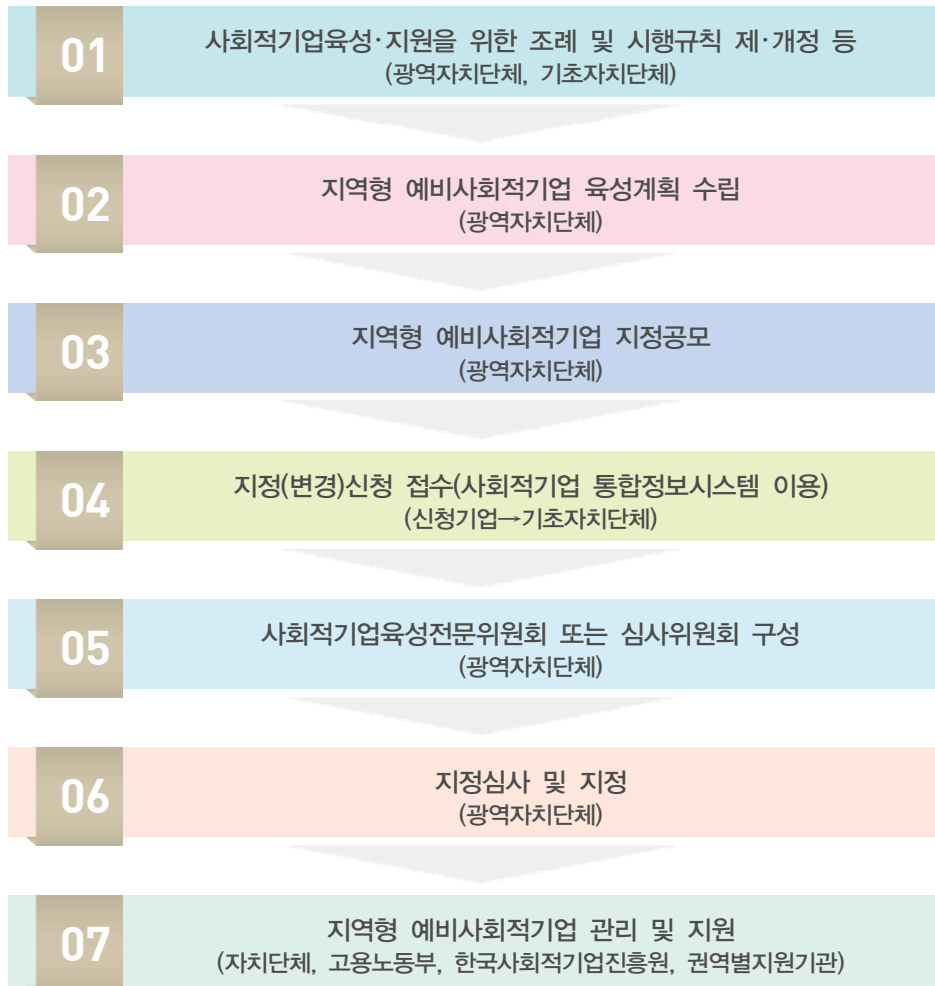 01
사회적기업육성·지원을 위한 조례 및 시행규칙 제·개정 등
(광역자치단체, 기초자치단체)
02
지역형 예비사회적기업 육성계획 수립
(광역자치단체)
03
지역형 예비사회적기업 지정공모
(광역자치단체)
04
지정(변경)신청 접수(사회적기업 통합정보시스템 이용)
(신청기업→기초자치단체)
05
사회적기업육성전문위원회 또는 심사위원회 구성
(광역자치단체)
06
지정심사 및 지정
(광역자치단체)
07
지역형 예비사회적기업 관리 및 지원
(자치단체, 고용노동부, 한국사회적기업진흥원, 권역별지원기관)